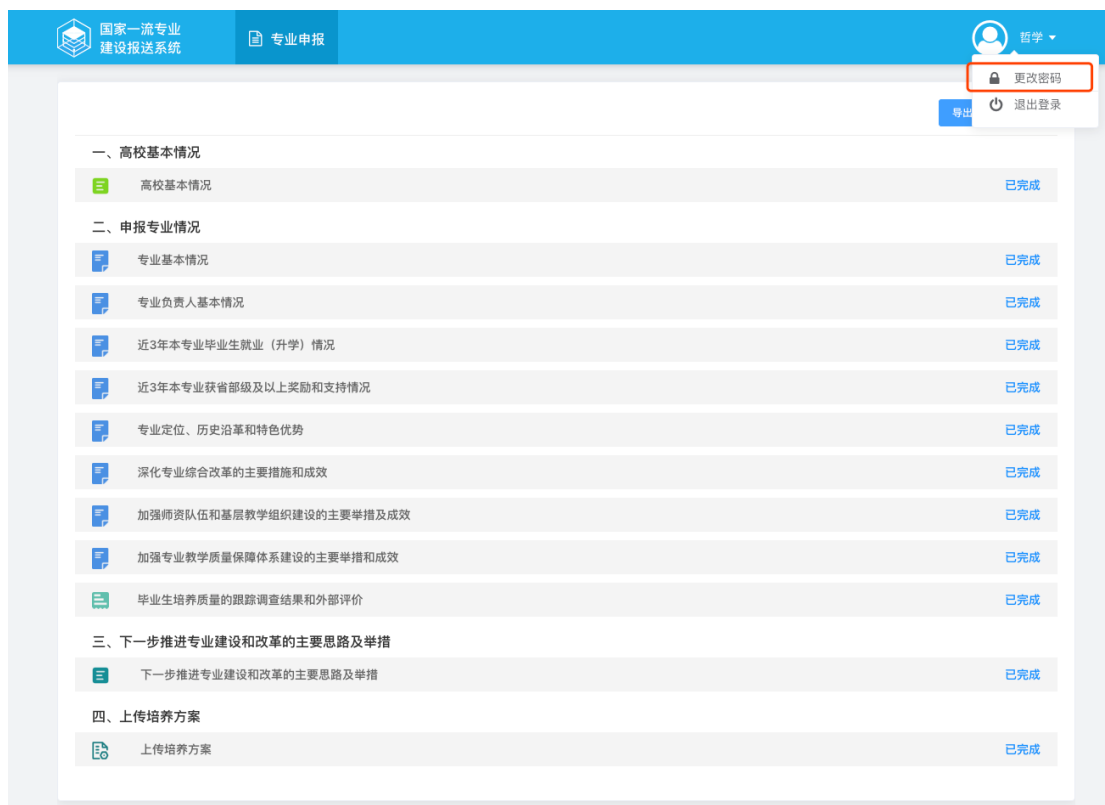 国家一流专业
建设报送系统
专业申报
哲学
更改密码
退出登录
导出
一、高校基本情况
高校基本情况 已完成
二、申报专业情况
专业基本情况 已完成
专业负责人基本情况 已完成
近3年本专业毕业生就业（升学）情况 已完成
近3年本专业获省部级及以上奖励和支持情况 已完成
专业定位、历史沿革和特色优势 已完成
深化专业综合改革的主要措施和成效 已完成
加强师资队伍和基层教学组织建设的主要举措及成效 已完成
加强专业教学质量保障体系建设的主要举措和成效 已完成
毕业生培养质量的跟踪调查结果和外部评价 已完成
三、下一步推进专业建设和改革的主要思路及举措
下一步推进专业建设和改革的主要思路及举措 已完成
四、上传培养方案
上传培养方案 已完成